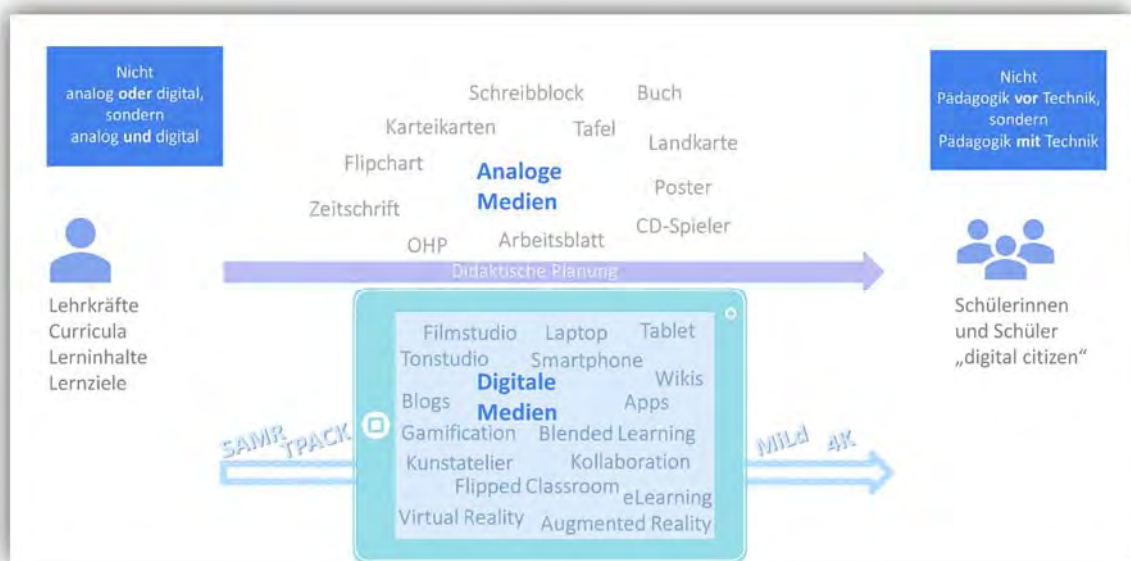 Nicht
analog oder digital,
sondern
analog und digital
Nicht
Pädagogik vor Technik,
sondern
Pädagogik mit Technik
Schreibblock
Buch
Karteikarten
Tafel
Landkarte
Flipchart
Analoge
Medien
Poster
Zeitschrift
CD-Spieler
OHP
Arbeitsblatt
Didaktische Planung
Lehrkräfte
Curricula
Lerninhalte
Lernziele
Schülerinnen
und Schüler
„digital citizen“
Filmstudio
Laptop
Tablet
Tonstudio
Smartphone
Digitale
Medien
Wikis
Blogs
Apps
Gamification
Blended Learning
Kunstatelier
Kollaboration
Flipped Classroom
eLearning
Virtual Reality
Augmented Reality
SAMR
TPACK
MiLd
4K